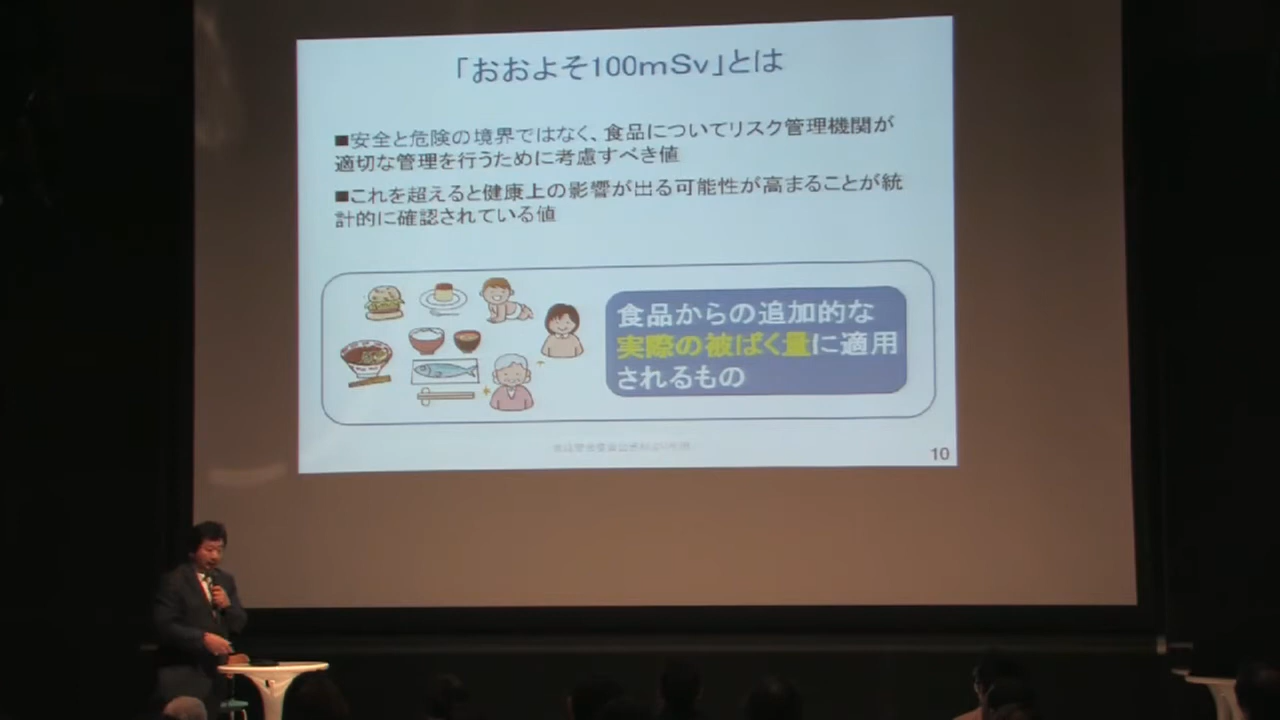 「おおよそ100mSv」とは
■安全と危険の境界ではなく、食品についてリスク管理機関が
適切な管理を行うために考慮すべき値
■これを超えると健康上の影響が出る可能性が高まることが統
計的に確認されている値
食品からの追加的な
実際の被ばく量に適用
されるもの
10